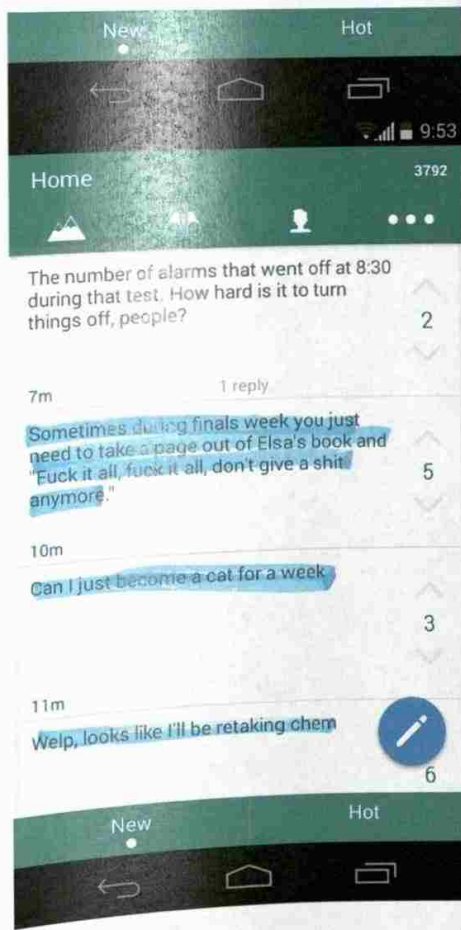 New Hot
9:53
Home 3792
The number of alarms that went off at 8:30
during that test. How hard is it to turn
things off, people?
2
7m 1 reply
Sometimes during finals week you just
need to take a page out of Elsa's book and
"Fuck it all, fuck it all, don't give a shit
anymore."
5
10m
Can I just become a cat for a week
3
11m
Welp, looks like I'll be retaking chem
6
New Hot